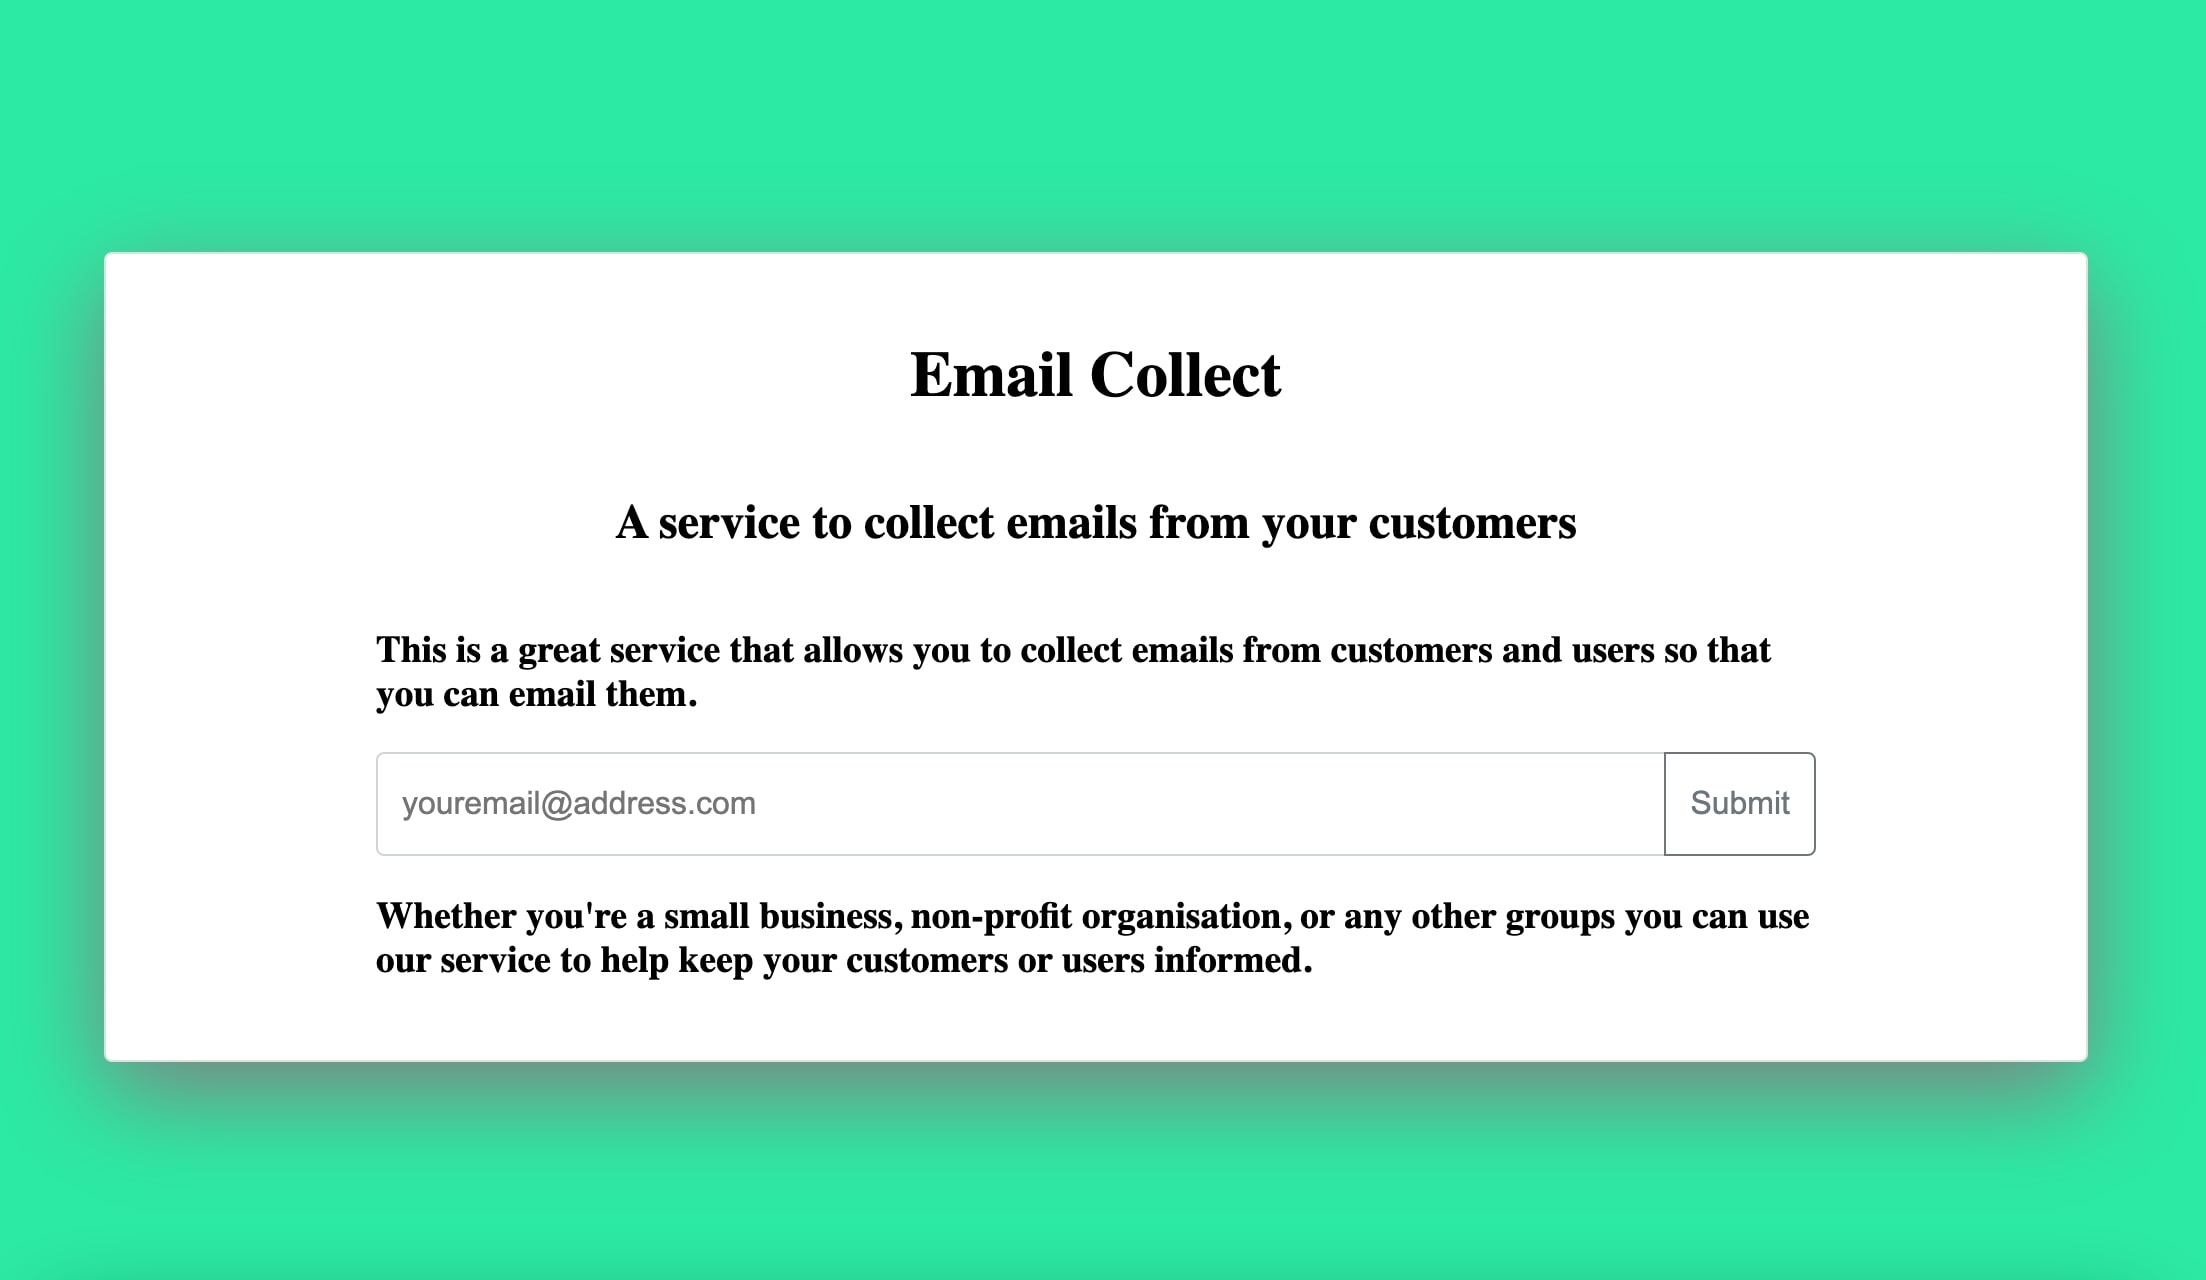 Email Collect
A service to collect emails from your customers
This is a great service that allows you to collect emails from customers and users so that
you can email them.
youremail@address.com
Submit
Whether you're a small business, non-profit organisation, or any other groups you can use
our service to help keep your customers or users informed.